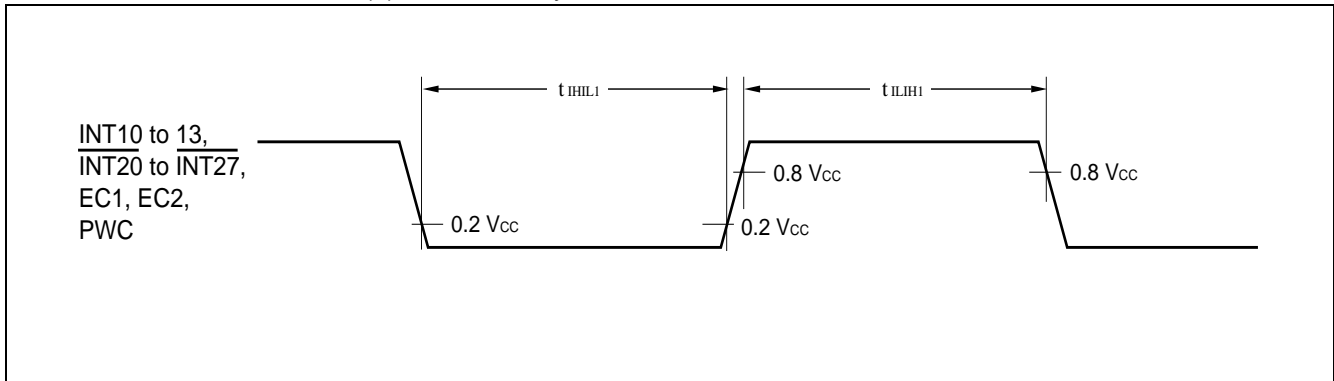 t IHIL1
t ILIH1
INT10 to 13,
INT20 to INT27,
EC1, EC2,
PWC
0.8 Vcc
0.8 Vcc
0.2 Vcc
0.2 Vcc